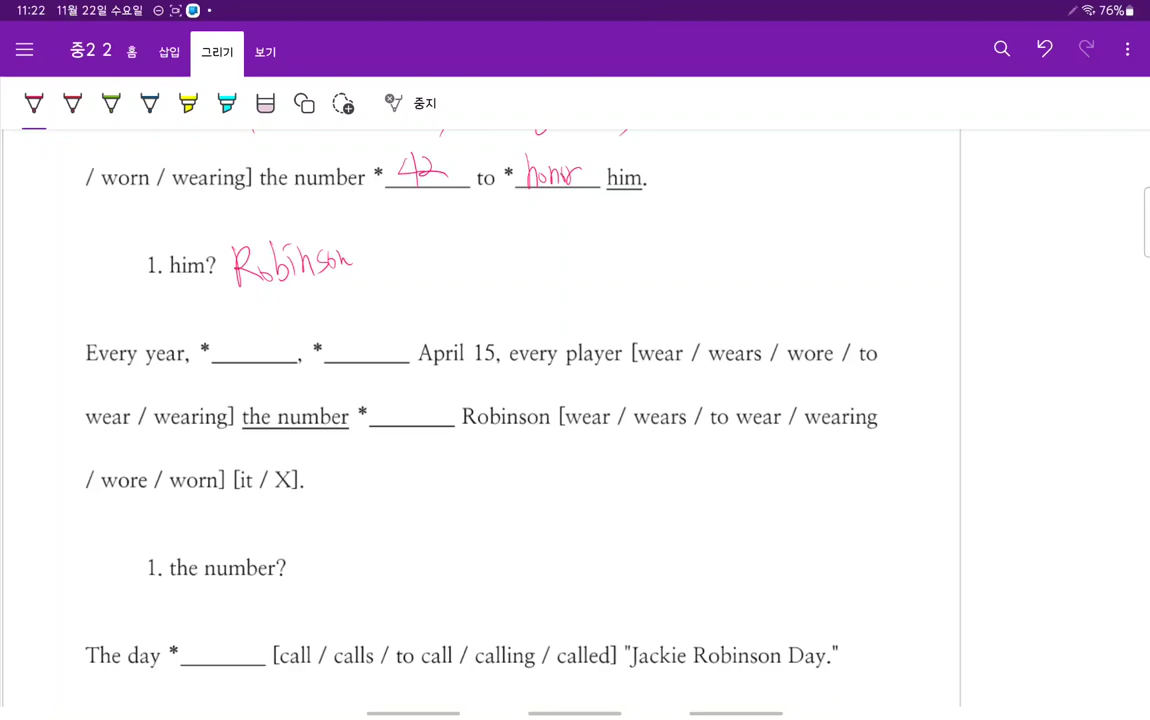 11:22 11월 22일 수요일 76%
중2 2 홈 삽입 그리기 보기
중지
/ worn / wearing] the number *42 to *honor him.
1. him? Robinson
Every year, *________, *________ April 15, every player [wear / wears / wore / to
wear / wearing] the number *________ Robinson [wear / wears / to wear / wearing
/ wore / worn] [it / X].
1. the number?
The day *________ [call / calls / to call / calling / called] "Jackie Robinson Day."